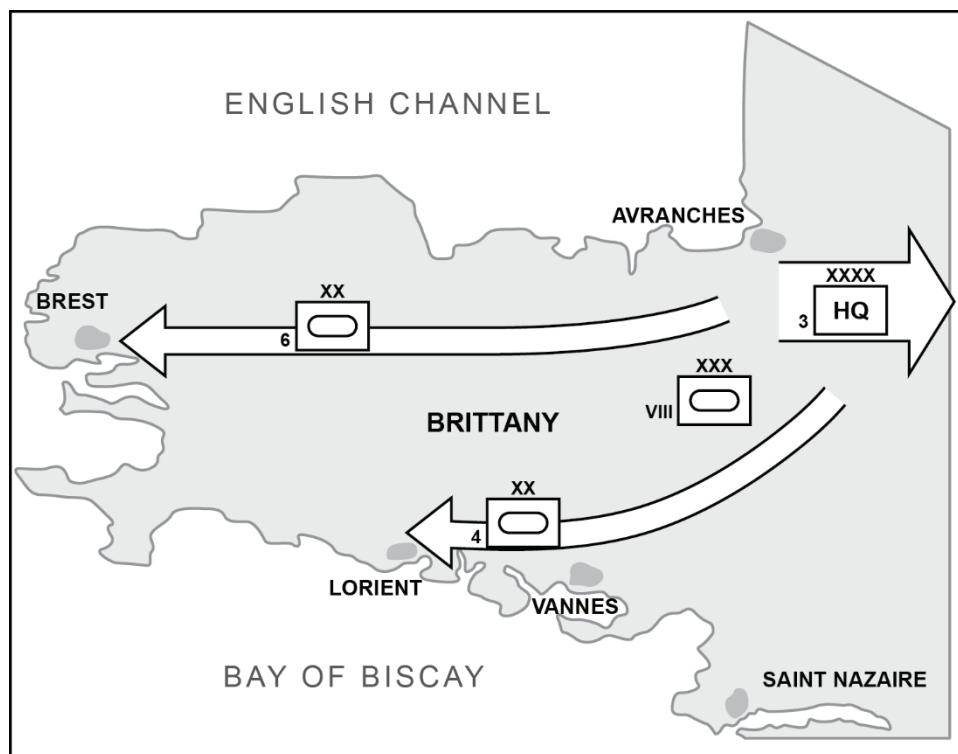 ENGLISH CHANNEL
AVRANCHES
XXXX
HQ
3
BREST
XX
6
XXX
VIII
BRITTANY
XX
4
LORIENT
VANNES
BAY OF BISCAY
SAINT NAZAIRE